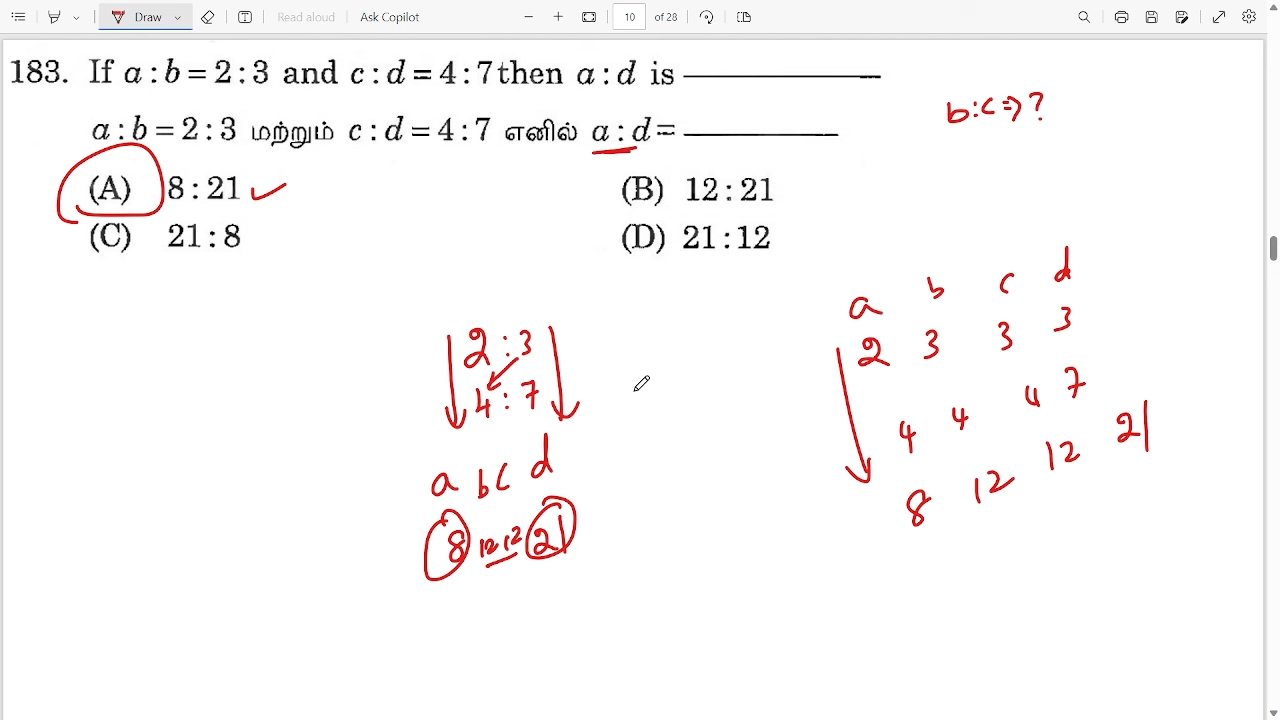 Draw Read aloud Ask Copilot 10 of 28
183. If a : b = 2 : 3 and c : d = 4 : 7 then a : d is
b:c => ?
a : b = 2 : 3 மற்றும் c : d = 4 : 7 எனில் a : d =
(A) 8 : 21 (B) 12 : 21
(C) 21 : 8 (D) 21 : 12
2 : 3
4 : 7
a b c d
8 12 12 21
a b c d
2 3 3 3
4 4 4 7
8 12 12 21